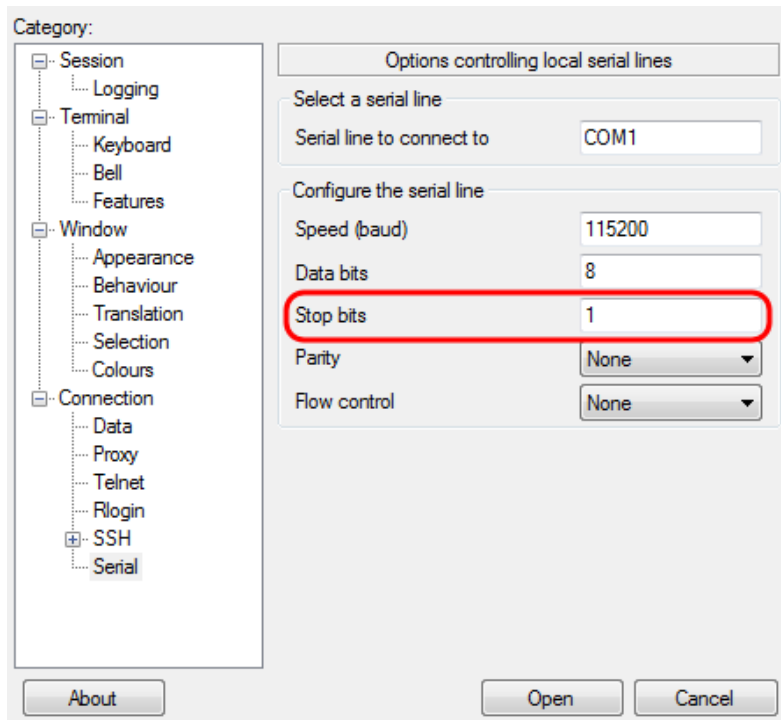 Category:
Session
Logging
Terminal
Keyboard
Bell
Features
Window
Appearance
Behaviour
Translation
Selection
Colours
Connection
Data
Proxy
Telnet
Rlogin
SSH
Serial
Options controlling local serial lines
Select a serial line
Serial line to connect to COM1
Configure the serial line
Speed (baud) 115200
Data bits 8
Stop bits 1
Parity None
Flow control None
About Open Cancel